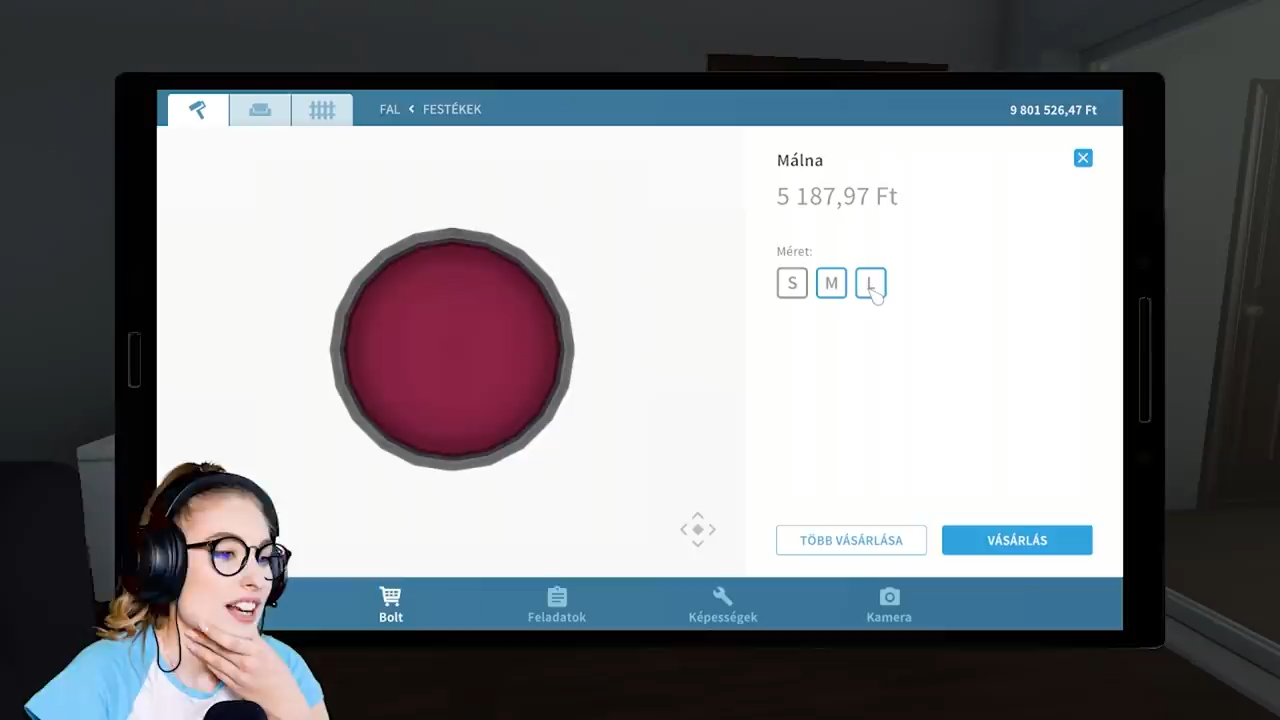 FAL < FESTÉKEK
9 801 526,47 Ft
Málna
5 187,97 Ft
Méret:
S M L
TÖBB VÁSÁRLÁSA
VÁSÁRLÁS
Bolt
Feladatok
Képességek
Kamera